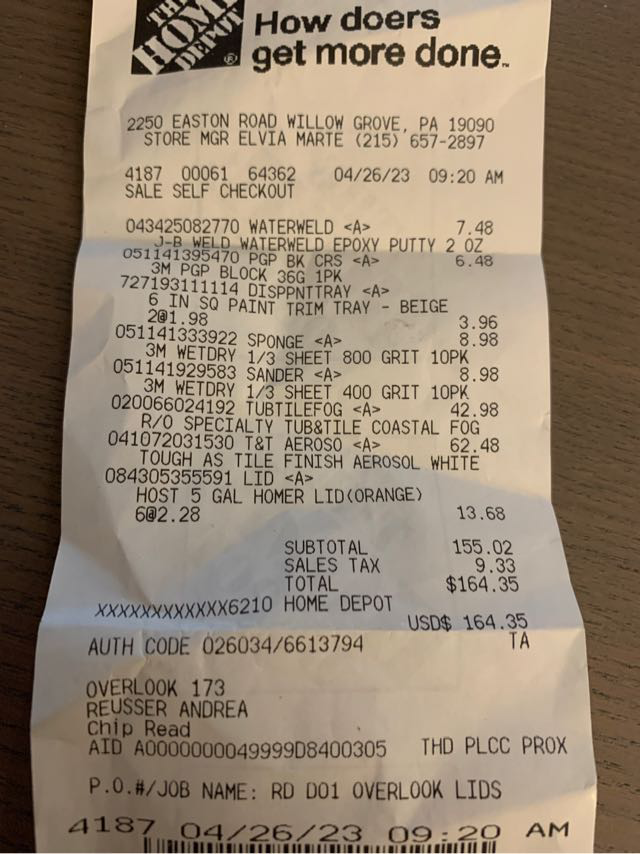 THE
HOME
DEPOT
®
How doers
get more done.™
2250 EASTON ROAD WILLOW GROVE, PA 19090
STORE MGR ELVIA MARTE (215) 657-2897
4187 00061 64362 04/26/23 09:20 AM
SALE SELF CHECKOUT
043425082770 WATERWELD <A> 7.48
J-B WELD WATERWELD EPOXY PUTTY 2 OZ
051141395470 PGP BK CRS <A> 6.48
3M PGP BLOCK 36G 1PK
727193111114 DISPPNTTRAY <A>
6 IN SQ PAINT TRIM TRAY - BEIGE
2@1.98 3.96
051141333922 SPONGE <A> 8.98
3M WETDRY 1/3 SHEET 800 GRIT 10PK
051141929583 SANDER <A> 8.98
3M WETDRY 1/3 SHEET 400 GRIT 10PK
020066024192 TUBTILEFOG <A> 42.98
R/O SPECIALTY TUB&TILE COASTAL FOG
041072031530 T&T AEROSO <A> 62.48
TOUGH AS TILE FINISH AEROSOL WHITE
084305355591 LID <A>
HOST 5 GAL HOMER LID(ORANGE)
6@2.28 13.68
SUBTOTAL 155.02
SALES TAX 9.33
TOTAL $164.35
XXXXXXXXXXXX6210 HOME DEPOT
USD$ 164.35
AUTH CODE 026034/6613794 TA
OVERLOOK 173
REUSSER ANDREA
Chip Read
AID A0000000049999D8400305 THD PLCC PROX
P.O.#/JOB NAME: RD D01 OVERLOOK LIDS
4187 04/26/23 09:20 AM